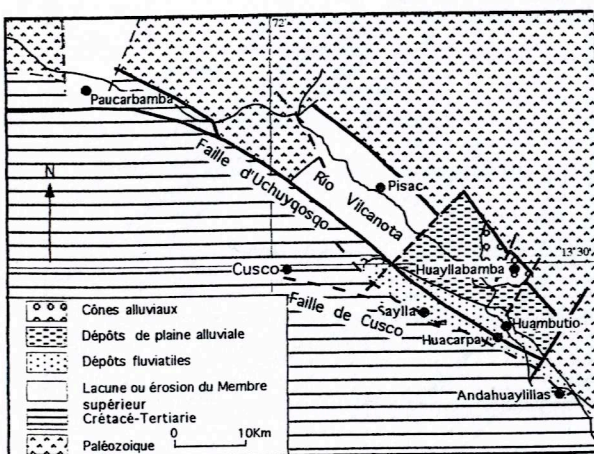 72'
Paucarbamba
N
Faille d'Uchuyqosqo
Río Vilcanota
Pisac
13'30'
Cusco
Huayllabamba
Faille de Cusco
Saylla
Huambutio
Huacarpay
Andahuaylillas
Cônes alluviaux
Dépôts de plaine alluviale
Dépôts fluviatiles
Lacune ou érosion du Membre
supérieur
Crétacé-Tertiarie
Paléozoique
0 10Km